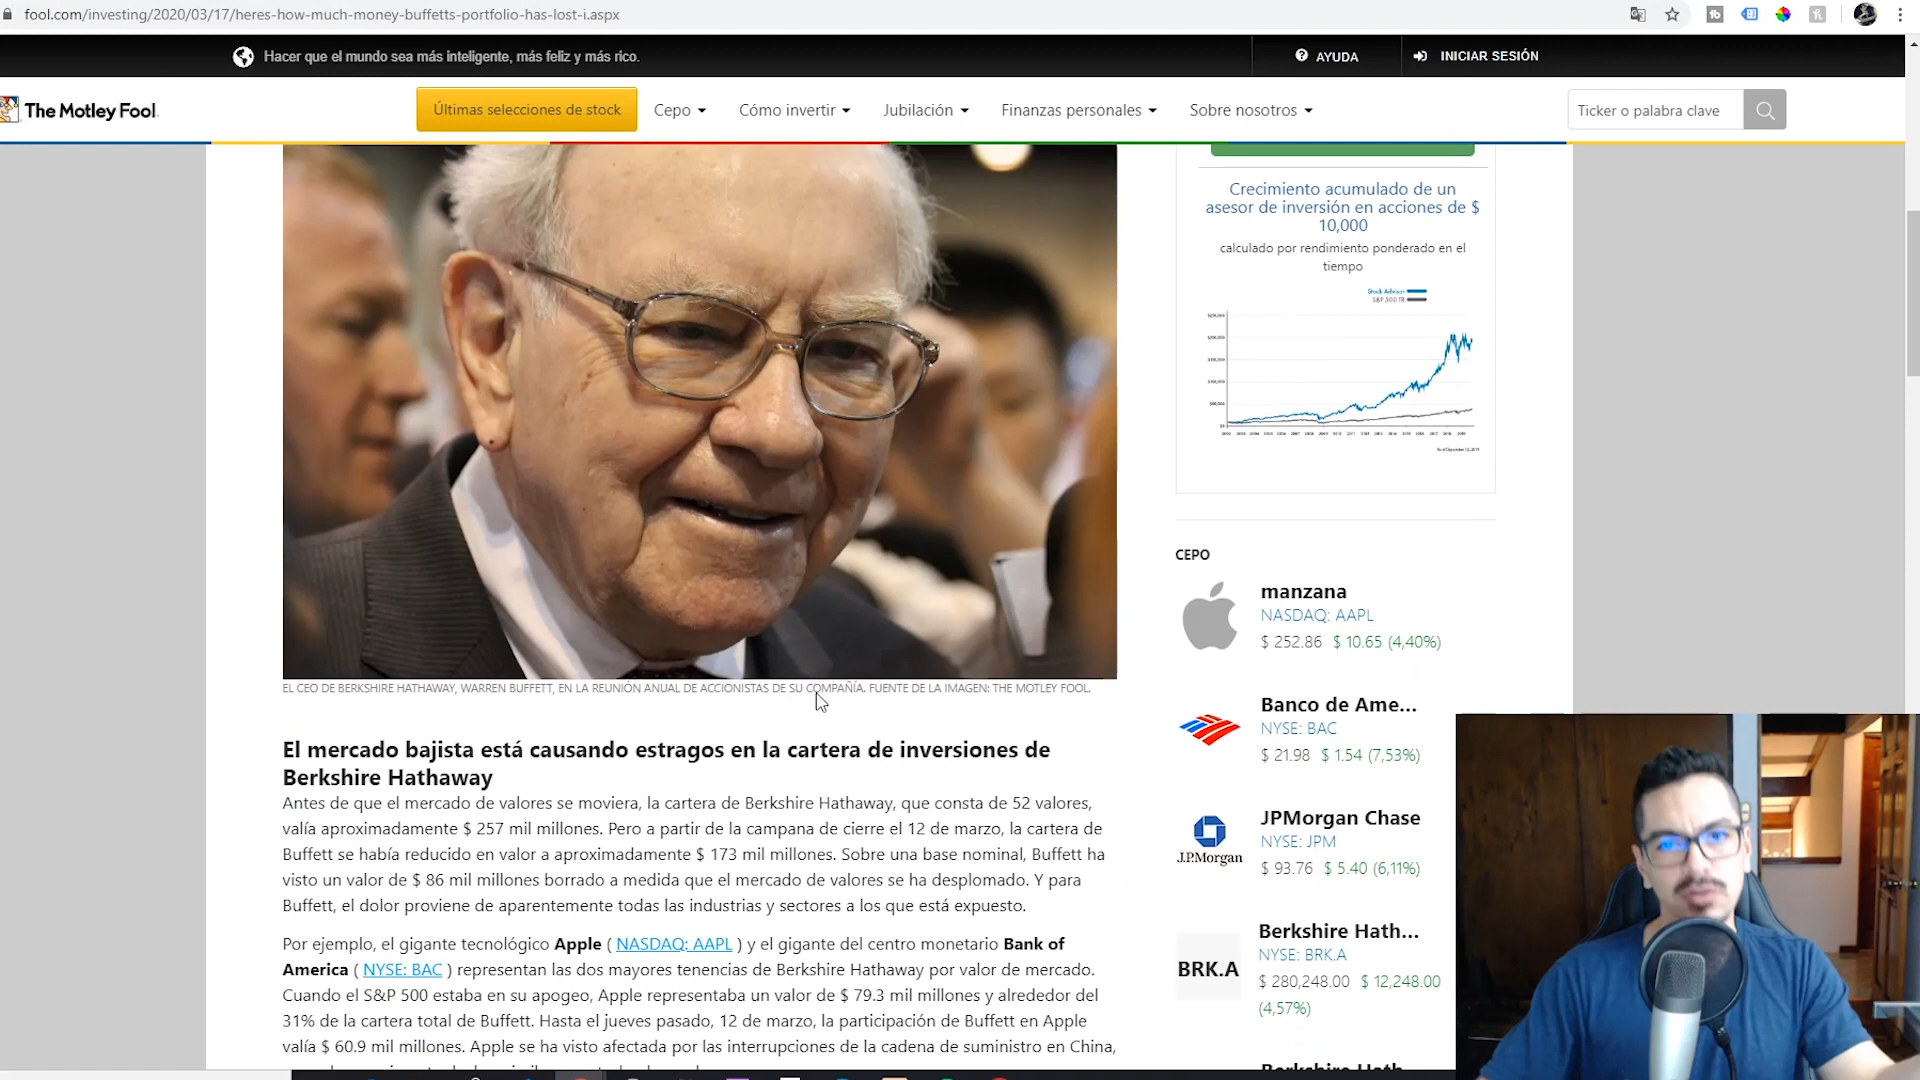 fool.com/investing/2020/03/17/heres-how-much-money-buffetts-portfolio-has-lost-i.aspx
Hacer que el mundo sea más inteligente, más feliz y más rico.
AYUDA
INICIAR SESIÓN
The Motley Fool.
Últimas selecciones de stock
Cepo
Cómo invertir
Jubilación
Finanzas personales
Sobre nosotros
Ticker o palabra clave
EL CEO DE BERKSHIRE HATHAWAY, WARREN BUFFETT, EN LA REUNIÓN ANUAL DE ACCIONISTAS DE SU COMPAÑÍA. FUENTE DE LA IMAGEN: THE MOTLEY FOOL.
El mercado bajista está causando estragos en la cartera de inversiones de
Berkshire Hathaway
Antes de que el mercado de valores se moviera, la cartera de Berkshire Hathaway, que consta de 52 valores,
valía aproximadamente $ 257 mil millones. Pero a partir de la campana de cierre el 12 de marzo, la cartera de
Buffett se había reducido en valor a aproximadamente $ 173 mil millones. Sobre una base nominal, Buffett ha
visto un valor de $ 86 mil millones borrado a medida que el mercado de valores se ha desplomado. Y para
Buffett, el dolor proviene de aparentemente todas las industrias y sectores a los que está expuesto.
Por ejemplo, el gigante tecnológico Apple ( NASDAQ: AAPL ) y el gigante del centro monetario Bank of
America ( NYSE: BAC ) representan las dos mayores tenencias de Berkshire Hathaway por valor de mercado.
Cuando el S&P 500 estaba en su apogeo, Apple representaba un valor de $ 79.3 mil millones y alrededor del
31% de la cartera total de Buffett. Hasta el jueves pasado, 12 de marzo, la participación de Buffett en Apple
valía $ 60.9 mil millones. Apple se ha visto afectada por las interrupciones de la cadena de suministro en China,
Crecimiento acumulado de un
asesor de inversión en acciones de $
10,000
calculado por rendimiento ponderado en el
tiempo
Stock Advisor
S&P 500 TR
CEPO
manzana
NASDAQ: AAPL
$ 252.86 $ 10.65 (4,40%)
Banco de Ame...
NYSE: BAC
$ 21.98 $ 1.54 (7,53%)
J.P.Morgan
JPMorgan Chase
NYSE: JPM
$ 93.76 $ 5.40 (6,11%)
BRK.A
Berkshire Hath...
NYSE: BRK.A
$ 280,248.00 $ 12,248.00
(4,57%)
Berkshire Hath